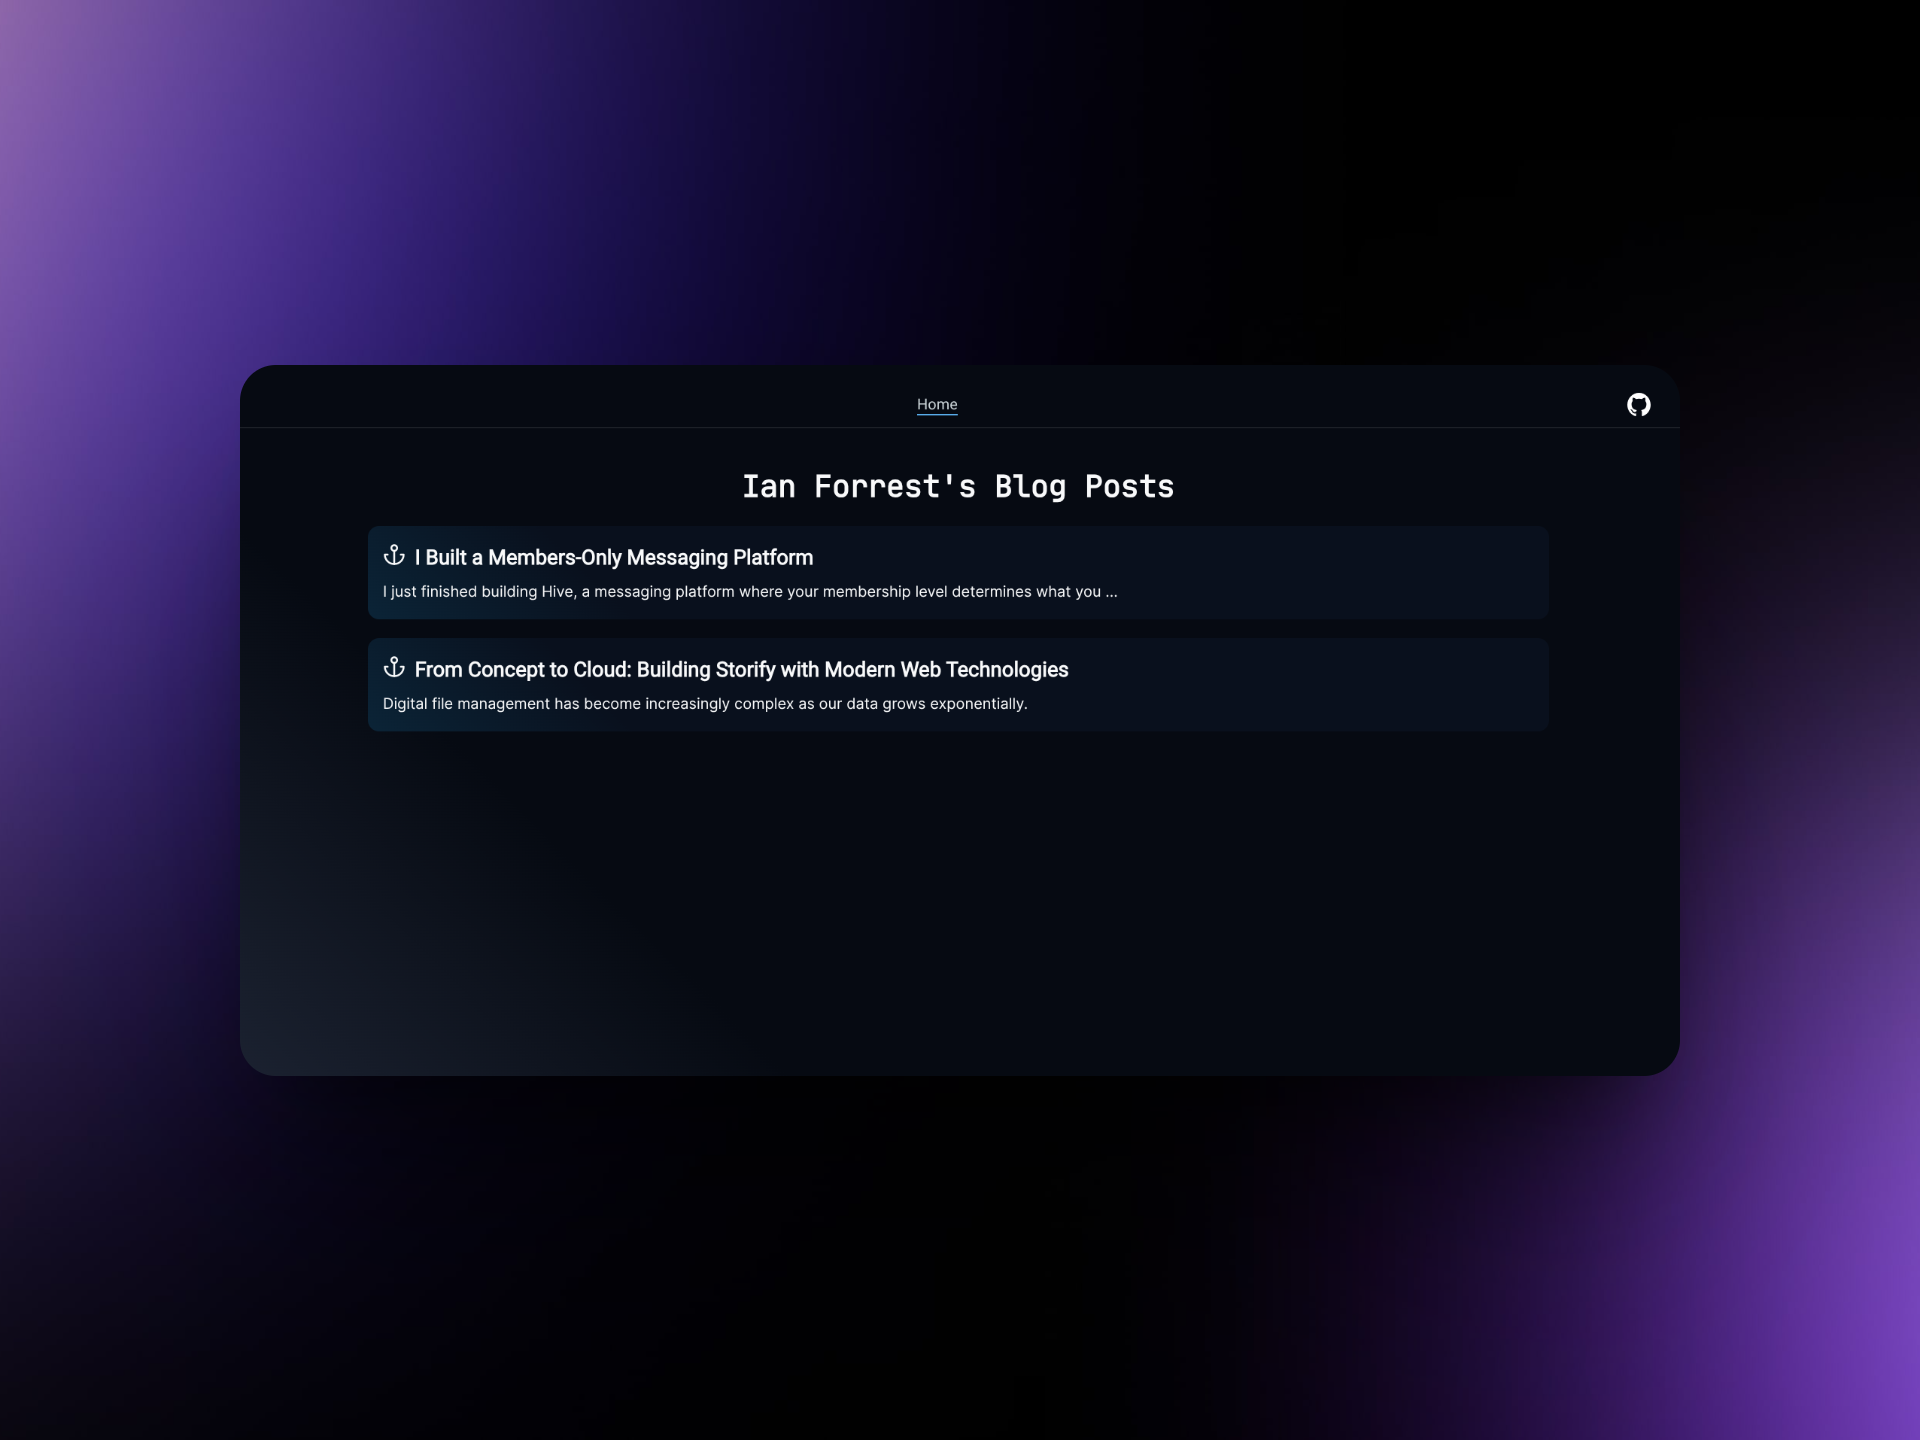 Home
Ian Forrest's Blog Posts
I Built a Members-Only Messaging Platform
I just finished building Hive, a messaging platform where your membership level determines what you ...
From Concept to Cloud: Building Storify with Modern Web Technologies
Digital file management has become increasingly complex as our data grows exponentially.